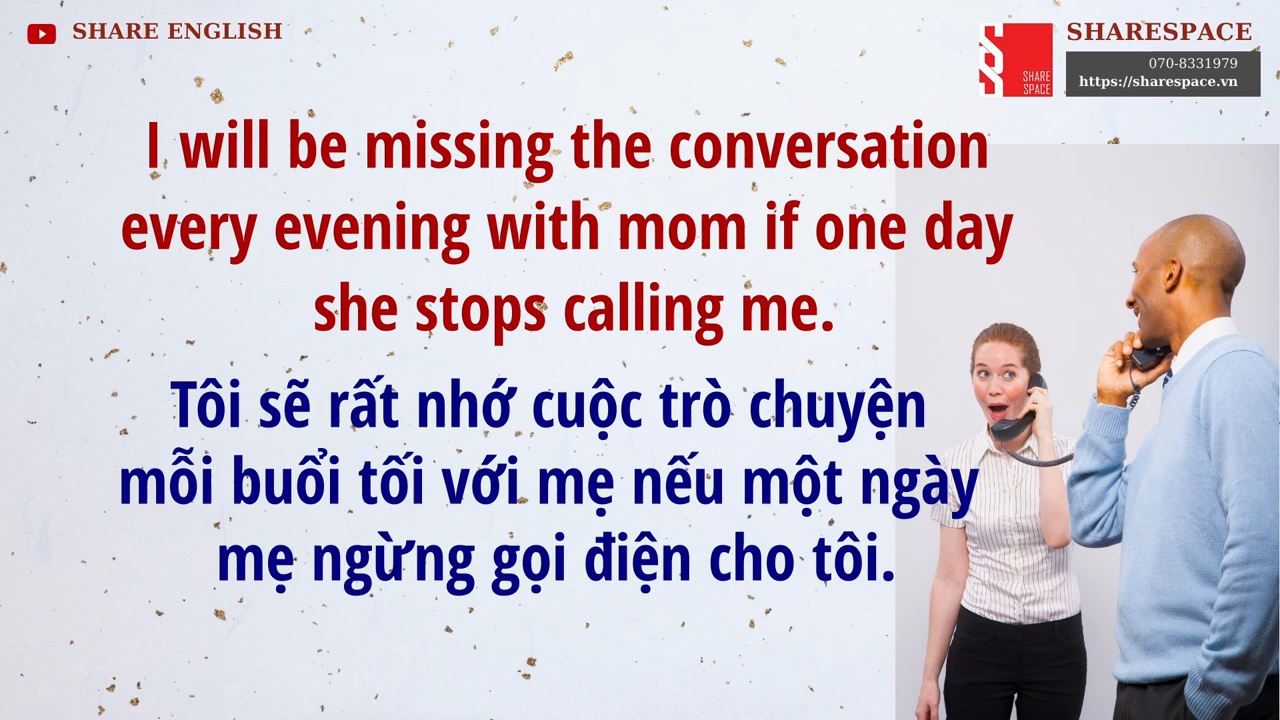 SHARE ENGLISH
SHARESPACE
070-8331979
https://sharespace.vn
SHARE
SPACE
I will be missing the conversation
every evening with mom if one day
she stops calling me.
Tôi sẽ rất nhớ cuộc trò chuyện
mỗi buổi tối với mẹ nếu một ngày
mẹ ngừng gọi điện cho tôi.